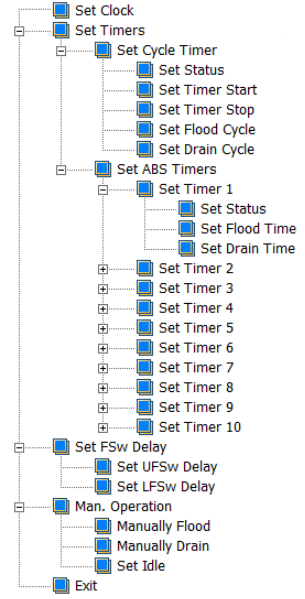 Set Clock
Set Timers
Set Cycle Timer
Set Status
Set Timer Start
Set Timer Stop
Set Flood Cycle
Set Drain Cycle
Set ABS Timers
Set Timer 1
Set Status
Set Flood Time
Set Drain Time
Set Timer 2
Set Timer 3
Set Timer 4
Set Timer 5
Set Timer 6
Set Timer 7
Set Timer 8
Set Timer 9
Set Timer 10
Set FSw Delay
Set UFSw Delay
Set LFSw Delay
Man. Operation
Manually Flood
Manually Drain
Set Idle
Exit